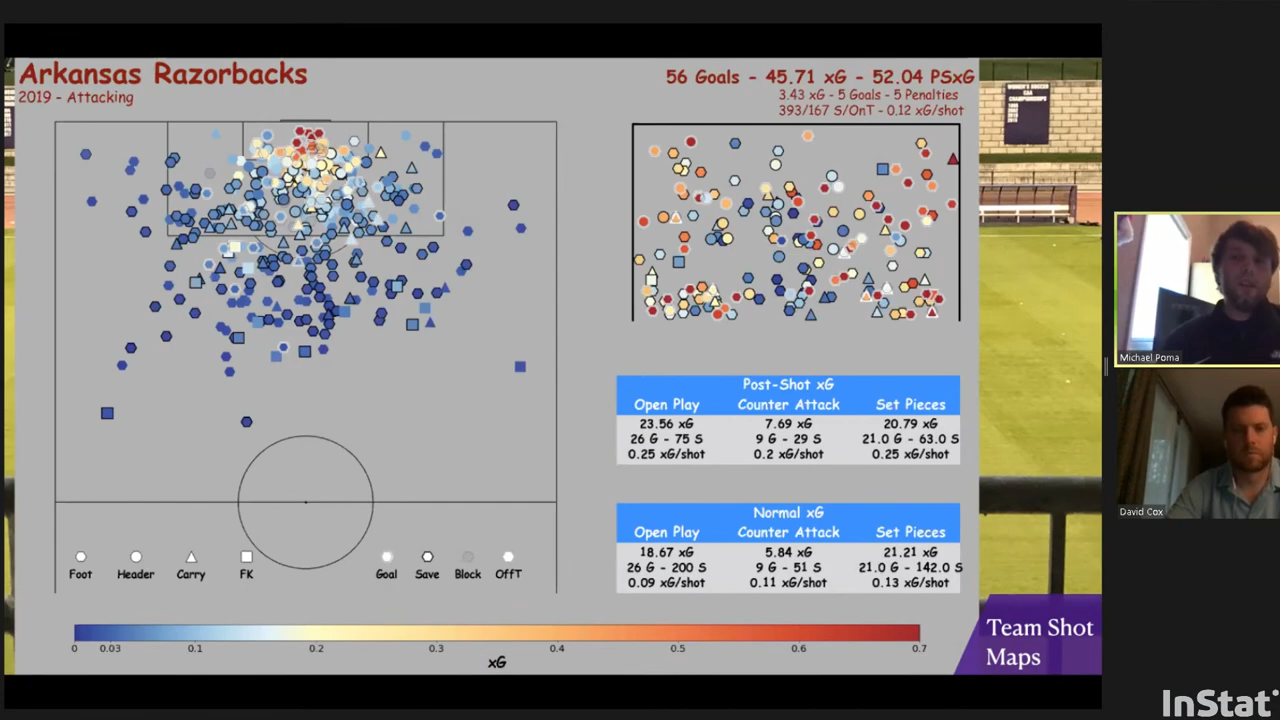 Arkansas Razorbacks
2019 - Attacking
56 Goals - 45.71 xG - 52.04 PSxG
3.43 xG - 5 Goals - 5 Penalties
393/167 S/OnT - 0.12 xG/shot
Post-Shot xG
Open Play Counter Attack Set Pieces
23.56 xG 7.69 xG 20.79 xG
26 G - 75 S 9 G - 29 S 21.0 G - 63.0 S
0.25 xG/shot 0.2 xG/shot 0.25 xG/shot
Normal xG
Open Play Counter Attack Set Pieces
18.67 xG 5.84 xG 21.21 xG
26 G - 200 S 9 G - 51 S 21.0 G - 142.0 S
0.09 xG/shot 0.11 xG/shot 0.13 xG/shot
Foot Header Carry FK Goal Save Block OffT
0 0.03 0.1 0.2 0.3 0.4 0.5 0.6 0.7
xG
Team Shot
Maps
Michael Poma
David Cox
InStat